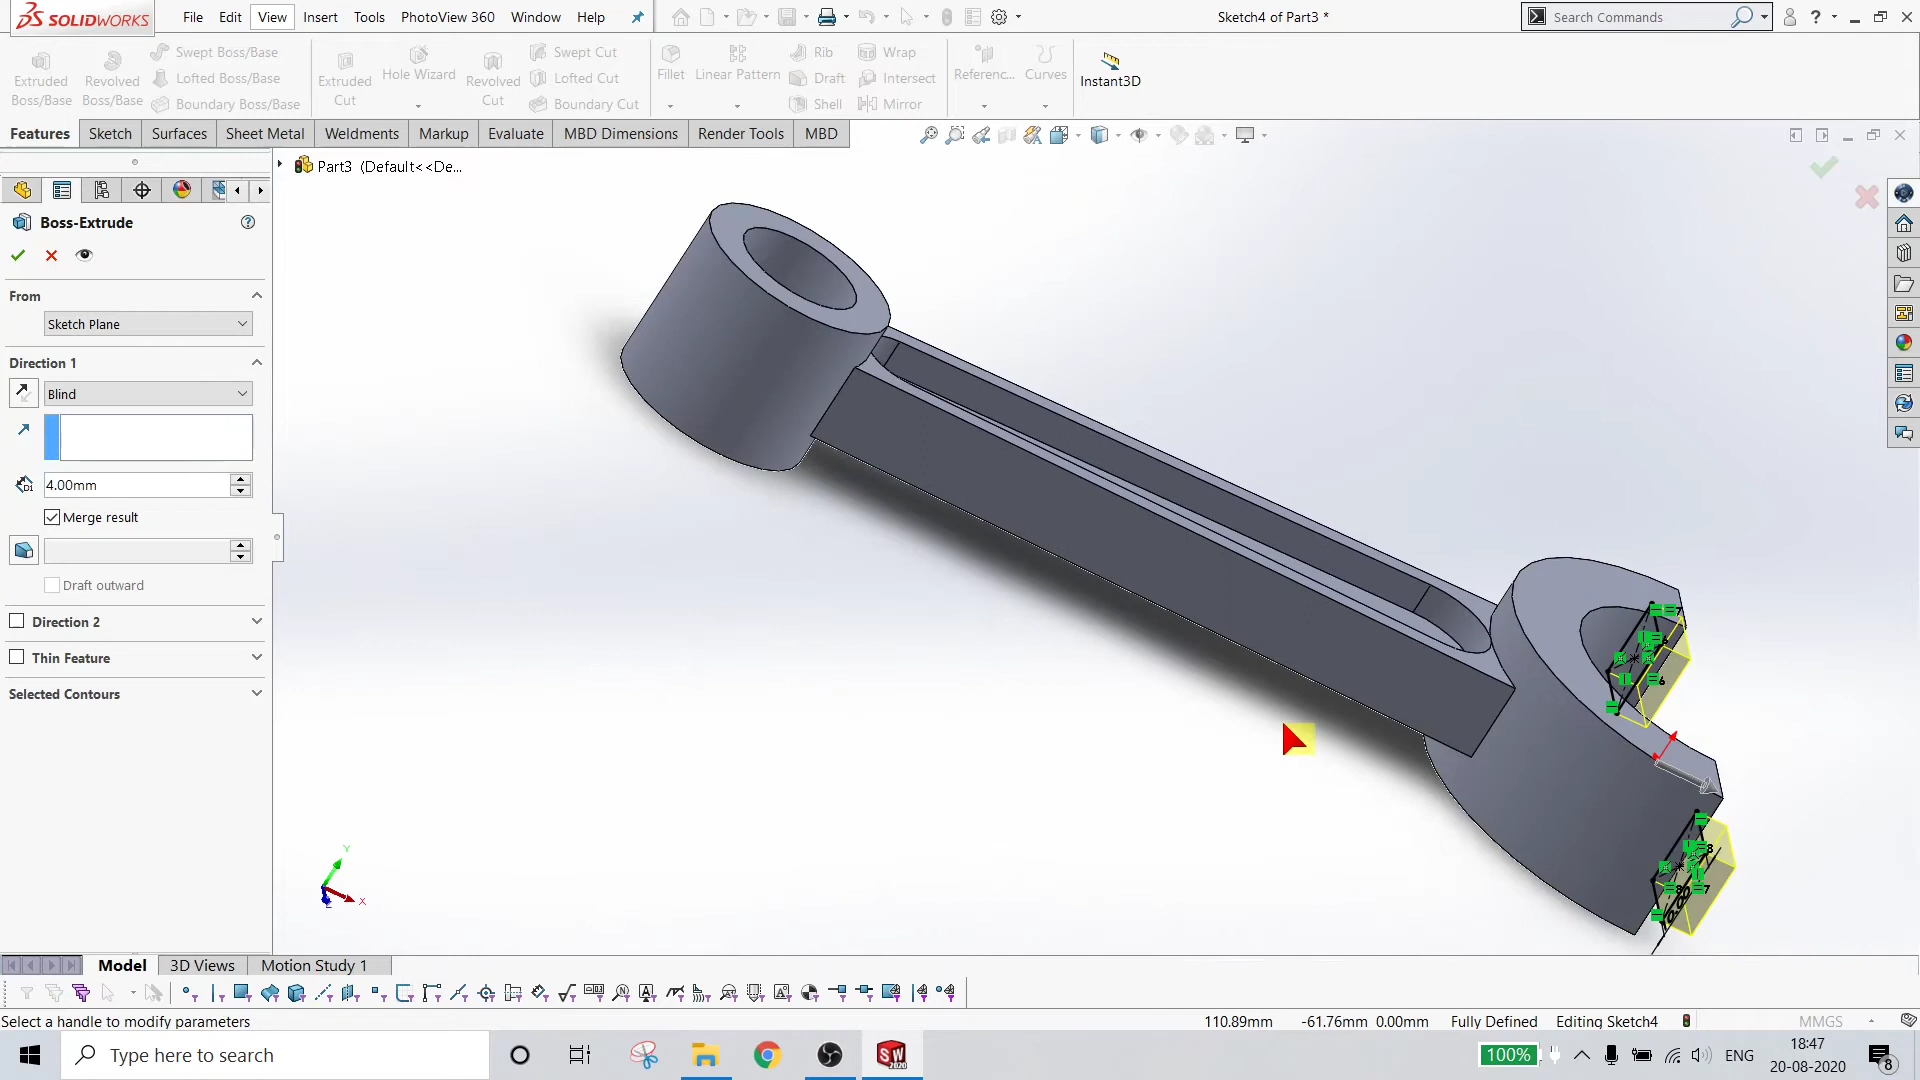 SOLIDWORKS
File Edit View Insert Tools PhotoView 360 Window Help
Sketch4 of Part3 *
Search Commands
Extruded Boss/Base
Revolved Boss/Base
Swept Boss/Base
Lofted Boss/Base
Boundary Boss/Base
Extruded Cut
Hole Wizard
Revolved Cut
Swept Cut
Lofted Cut
Boundary Cut
Fillet
Linear Pattern
Rib
Draft
Shell
Wrap
Intersect
Mirror
Referenc...
Curves
Instant3D
Features Sketch Surfaces Sheet Metal Weldments Markup Evaluate MBD Dimensions Render Tools MBD
Part3 (Default<<De...
Boss-Extrude
From
Sketch Plane
Direction 1
Blind
4.00mm
Merge result
Draft outward
Direction 2
Thin Feature
Selected Contours
Y
X
Z
Model 3D Views Motion Study 1
Select a handle to modify parameters
110.89mm -61.76mm 0.00mm Fully Defined Editing Sketch4 MMGS
Type here to search
100%
ENG
18:47
20-08-2020
8